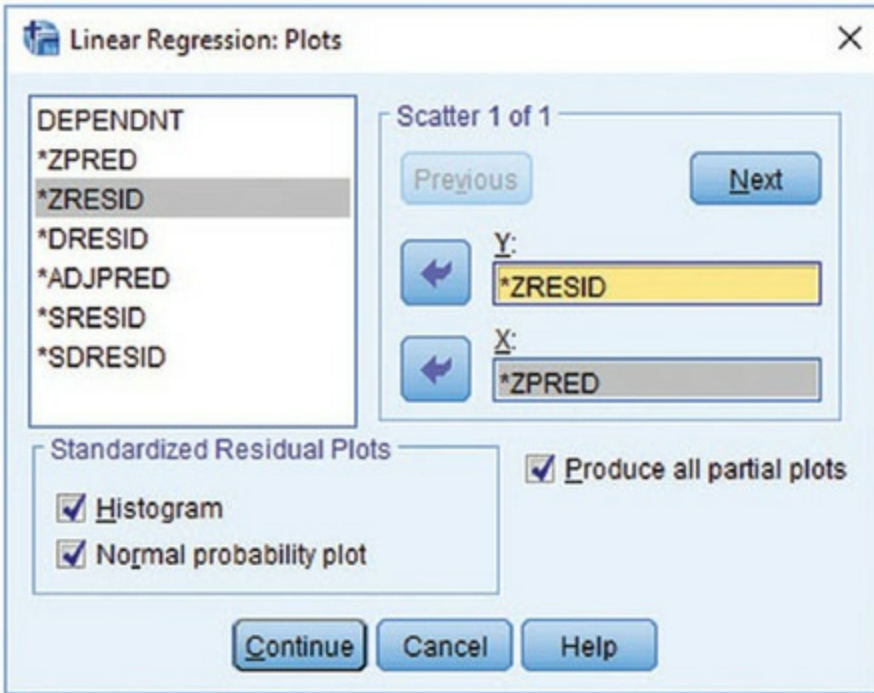 Linear Regression: Plots
DEPENDNT
*ZPRED
*ZRESID
*DRESID
*ADJPRED
*SRESID
*SDRESID
Scatter 1 of 1
Previous
Next
Y:
*ZRESID
X:
*ZPRED
Standardized Residual Plots
Histogram
Normal probability plot
Produce all partial plots
Continue
Cancel
Help